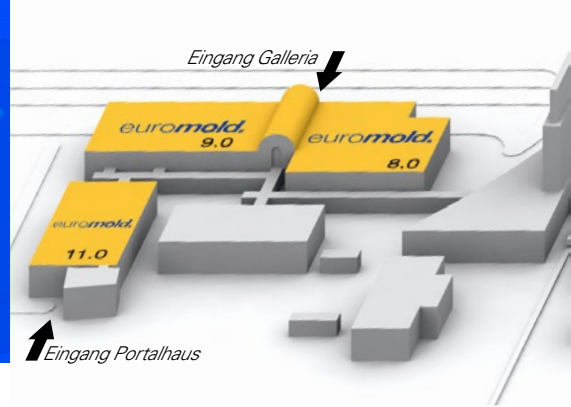 Eingang Galleria
euromold.
9.0
euromold.
8.0
euromold.
11.0
Eingang Portalhaus